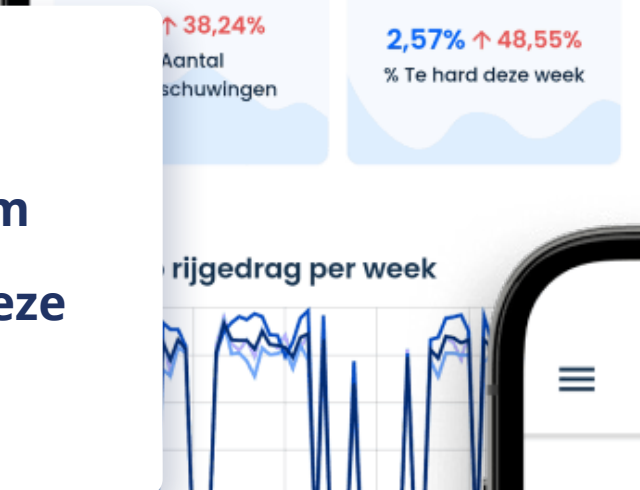 ↑ 38,24%
Aantal
schuwingen
2,57% ↑ 48,55%
% Te hard deze week
m
eze
rijgedrag per week